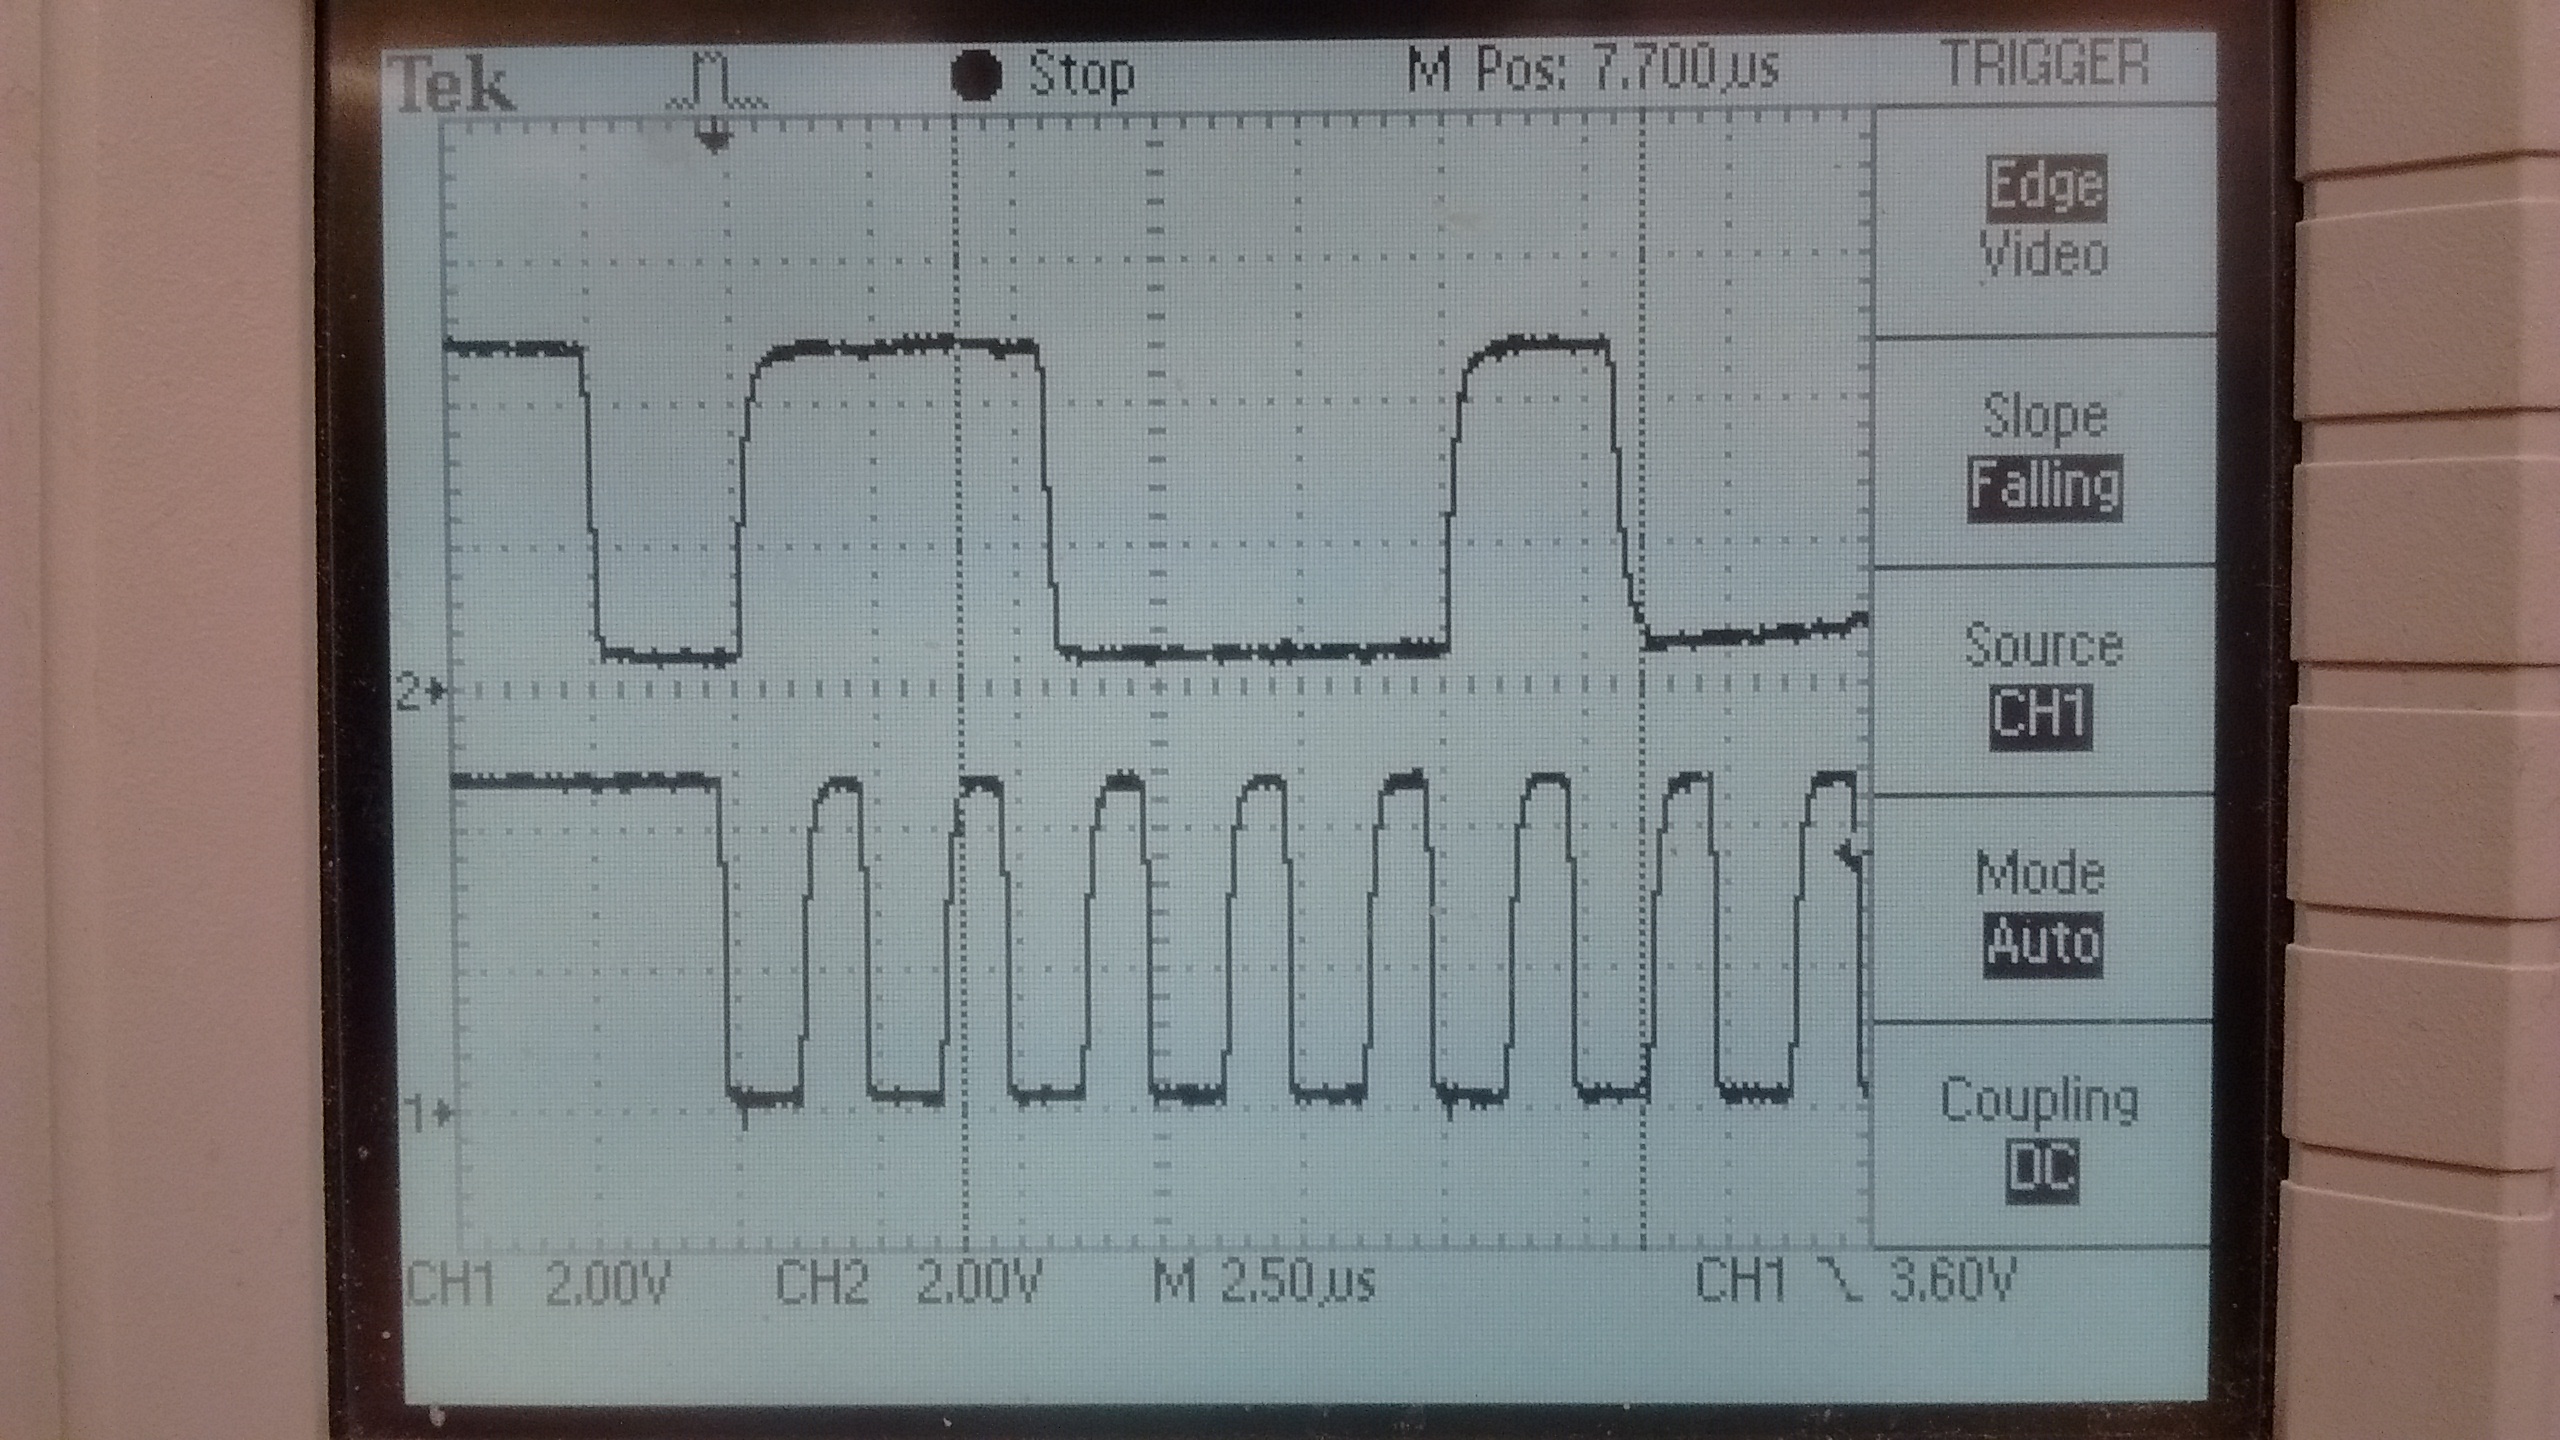 Tek Stop M Pos: 7.700µs TRIGGER
Edge
Video
Slope
Falling
Source
CH1
Mode
Auto
Coupling
DC
2
1
CH1 2.00V CH2 2.00V M 2.50µs CH1 3.60V